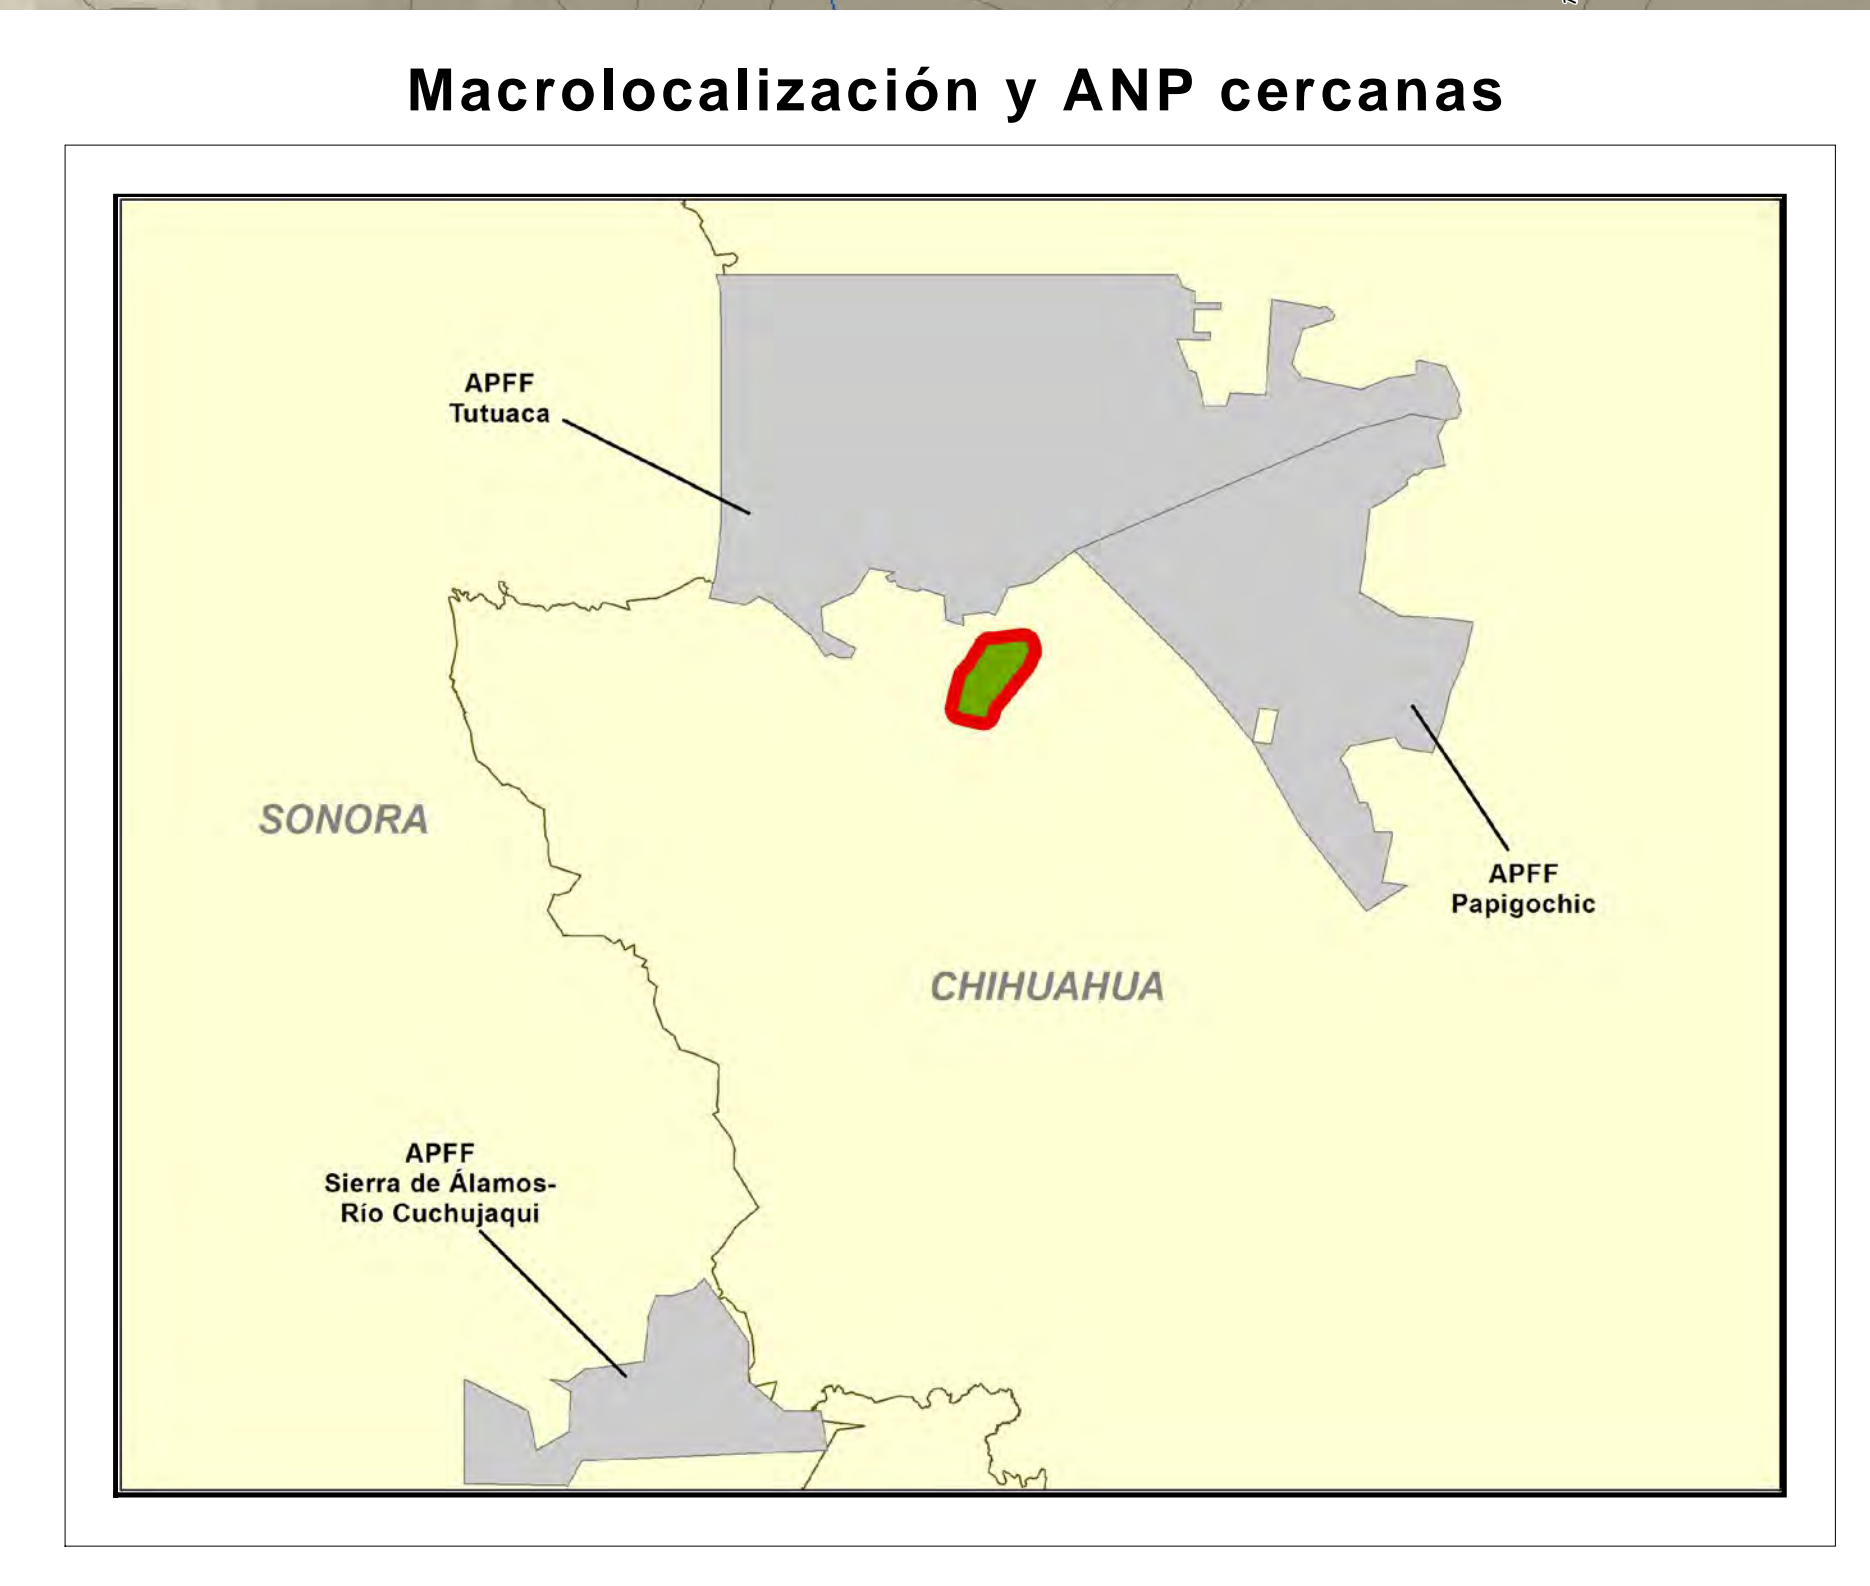 Macrolocalización y ANP cercanas
APFF
Tutuaca
SONORA
APFF
Papigochic
CHIHUAHUA
APFF
Sierra de Álamos-
Río Cuchujaqui